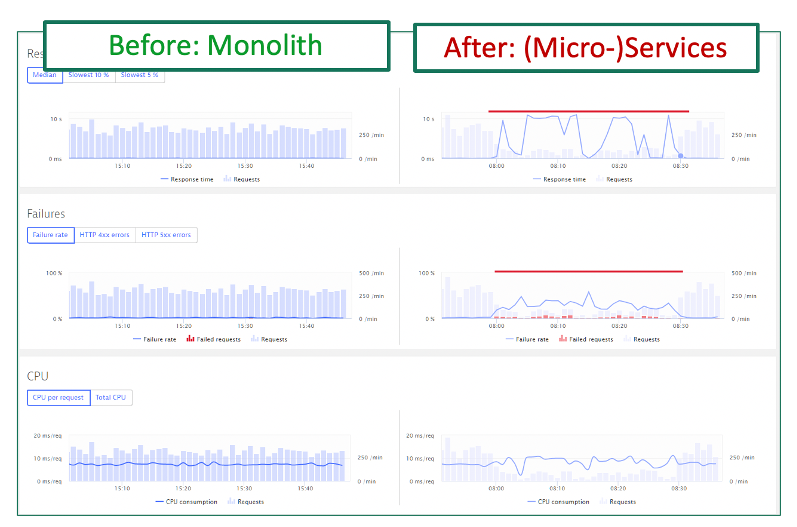 Before: Monolith
After: (Micro-)Services
Res
Median Slowest 10 % Slowest 5 %
10 s
250 /min
0 ms
0 /min
15:10 15:20 15:30 15:40
Response time Requests
10 s
250 /min
0 ms
0 /min
08:00 08:10 08:20 08:30
Response time Requests
Failures
Failure rate HTTP 4xx errors HTTP 5xx errors
100 %
500 /min
250 /min
0 %
0 /min
15:10 15:20 15:30 15:40
Failure rate Failed requests Requests
100 %
500 /min
250 /min
0 %
0 /min
08:00 08:10 08:20 08:30
Failure rate Failed requests Requests
CPU
CPU per request Total CPU
20 ms/req
10 ms/req
250 /min
0 ms/req
0 /min
15:10 15:20 15:30 15:40
CPU consumption Requests
20 ms/req
10 ms/req
250 /min
0 ms/req
0 /min
08:00 08:10 08:20 08:30
CPU consumption Requests